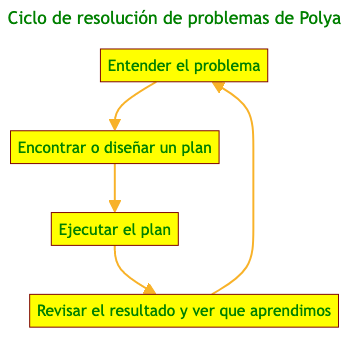 Ciclo de resolución de problemas de Polya
Entender el problema
Encontrar o diseñar un plan
Ejecutar el plan
Revisar el resultado y ver que aprendimos